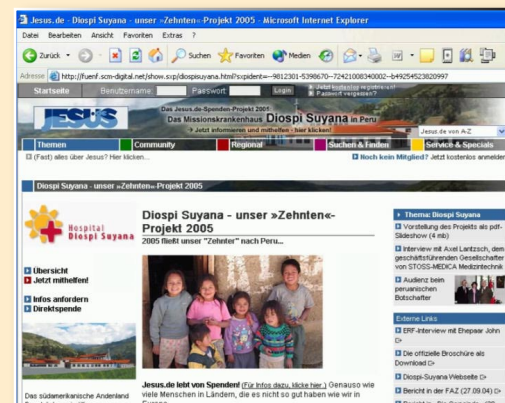 Jesus.de - Diospi Suyana - unser »Zehnten«-Projekt 2005 - Microsoft Internet Explorer
Datei Bearbeiten Ansicht Favoriten Extras ?
Zurück Suchen Favoriten Medien
Adresse http://fuenf.scm-digital.net/show.sxp/diospisuyana.html?sxpident=--9812301-5398670--72421008340002--b49254523820997
Startseite Benutzername: Passwort: Login Jetzt kostenlos registrieren!
Passwort vergessen?
JESUS
Das Jesus.de-Spenden-Projekt 2001
Das Missionskrankenhaus Diospi Suyana in Peru
Jetzt informieren und mithelfen - hier klicken!
Jesus.de von A-Z
Themen Community Regional Suchen & Finden Service & Specials
(Fast) alles über Jesus? Hier klicken... Noch kein Mitglied? Jetzt kostenlos anmelden
Diospi Suyana - unser »Zehnten«-Projekt 2005
Hospital
Diospi Suyana
Übersicht
Jetzt mithelfen!
Infos anfordern
Direktspende
Das südamerikanische Andenland
Diospi Suyana - unser »Zehnten«-
Projekt 2005
2005 fließt unser "Zehnter" nach Peru...
Jesus.de lebt von Spenden! (Für Infos dazu, klicke hier.) Genauso wie
viele Menschen in Ländern, die es nicht so gut haben wie wir in
Europa
Thema: Diospi Suyana
Vorstellung des Projekts als pdf-
Slideshow (4 mb)
Interview mit Axel Lantzsch, dem
geschäftsführenden Gesellschafter
von STOSS-MEDICA Medizintechnik
Audienz beim
peruanischen
Botschafter
Externe Links
ERF-Interview mit Ehepaar John
Die offizielle Broschüre als
Download
Diospi-Suyana Webseite
Bericht in der FAZ (27.09.04)